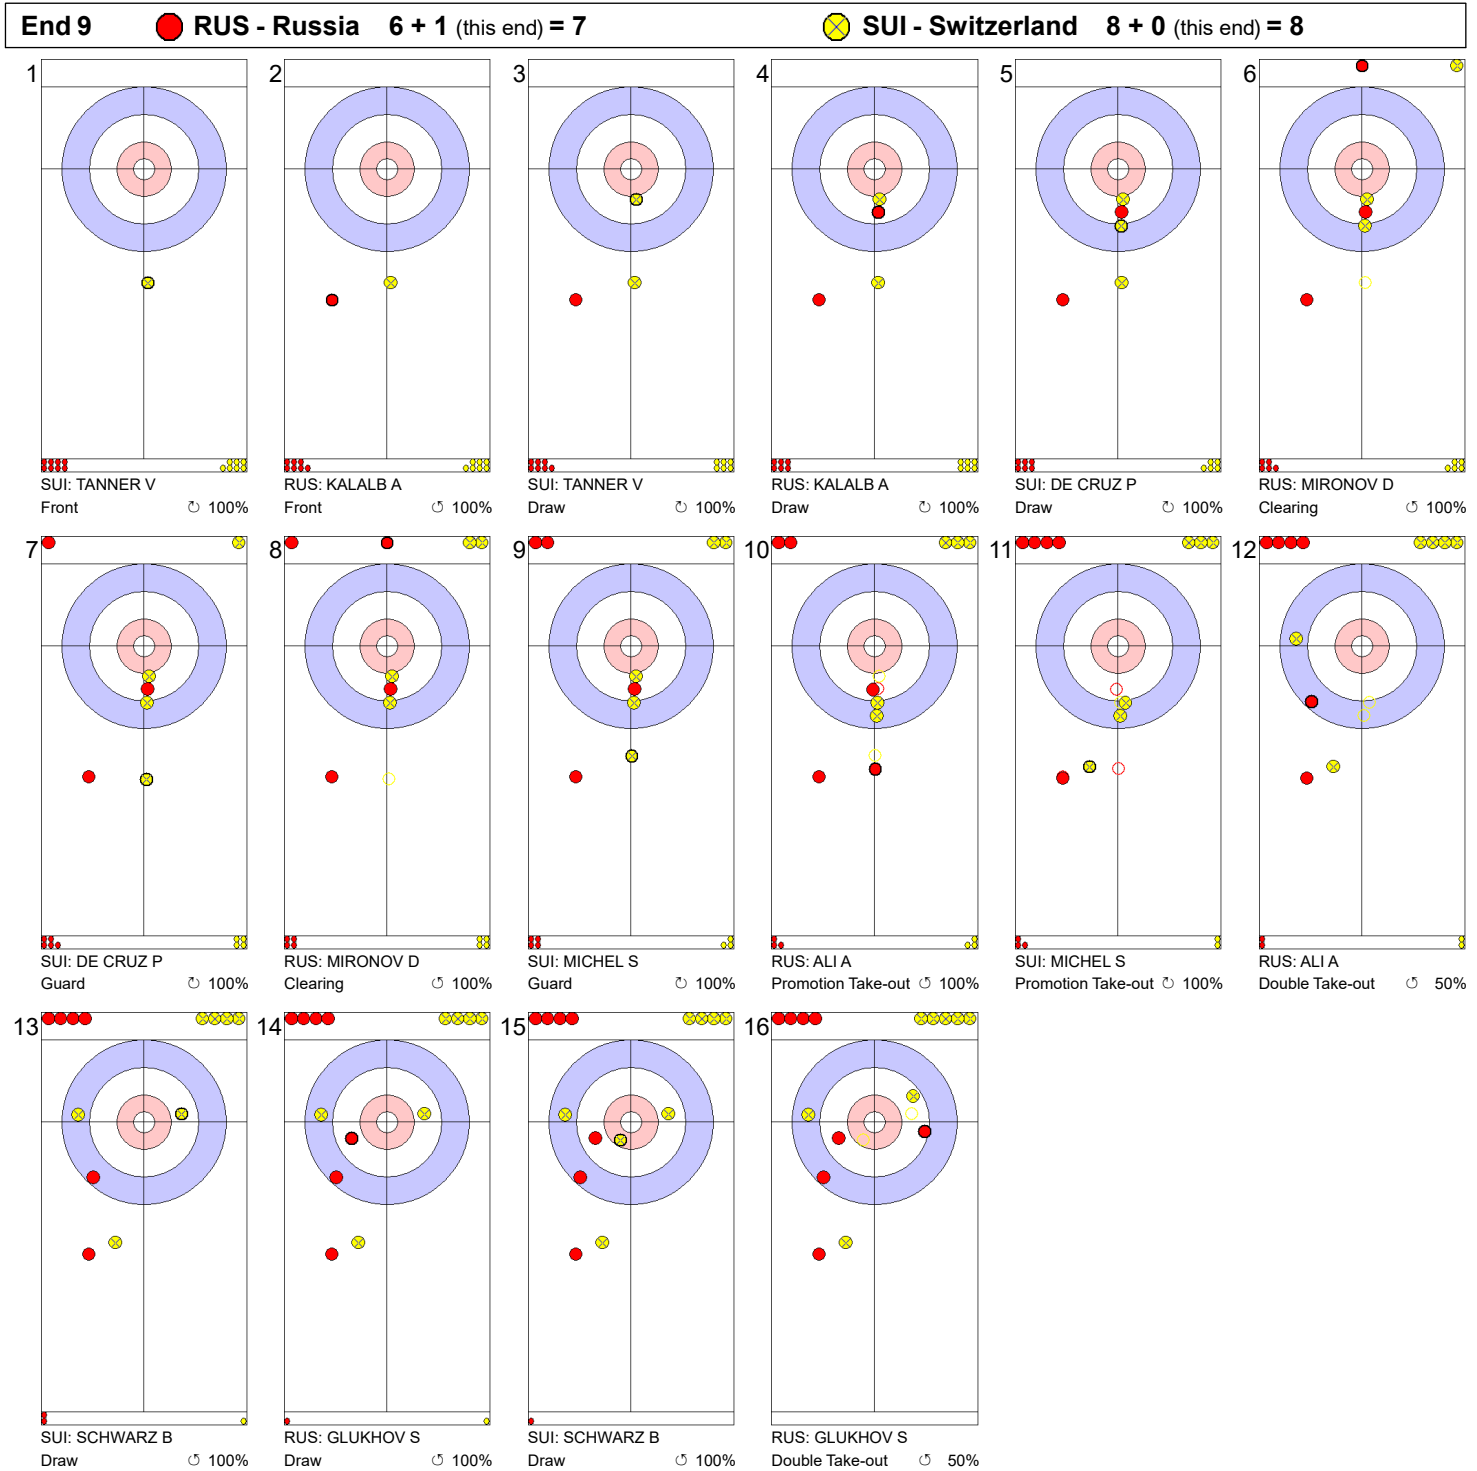 End 9 RUS - Russia 6 + 1 (this end) = 7 SUI - Switzerland 8 + 0 (this end) = 8
1 2 3 4 5 6
SUI: TANNER V RUS: KALALB A SUI: TANNER V RUS: KALALB A SUI: DE CRUZ P RUS: MIRONOV D
Front ↻ 100% Front ↻ 100% Draw ↻ 100% Draw ↻ 100% Draw ↻ 100% Clearing ↻ 100%
7 8 9 10 11 12
SUI: DE CRUZ P RUS: MIRONOV D SUI: MICHEL S RUS: ALI A SUI: MICHEL S RUS: ALI A
Guard ↻ 100% Clearing ↻ 100% Guard ↻ 100% Promotion Take-out ↺ 100% Promotion Take-out ↻ 100% Double Take-out ↺ 50%
13 14 15 16
SUI: SCHWARZ B RUS: GLUKHOV S SUI: SCHWARZ B RUS: GLUKHOV S
Draw ↺ 100% Draw ↺ 100% Draw ↺ 100% Double Take-out ↺ 50%